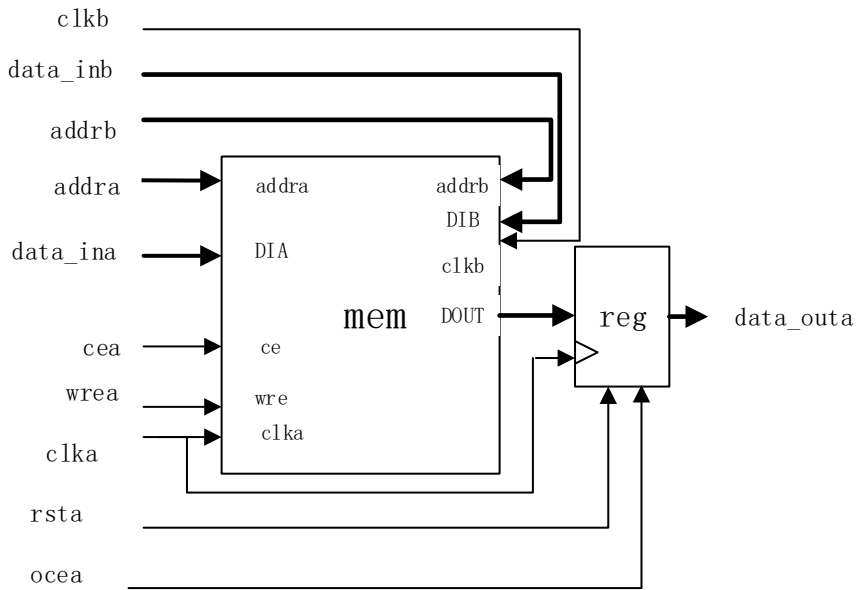 clkb
data_inb
addrb
addra
data_ina
cea
wrea
clka
rsta
ocea
addra
DIA
ce
wre
clka
mem
addrb
DIB
clkb
DOUT
reg
data_outa